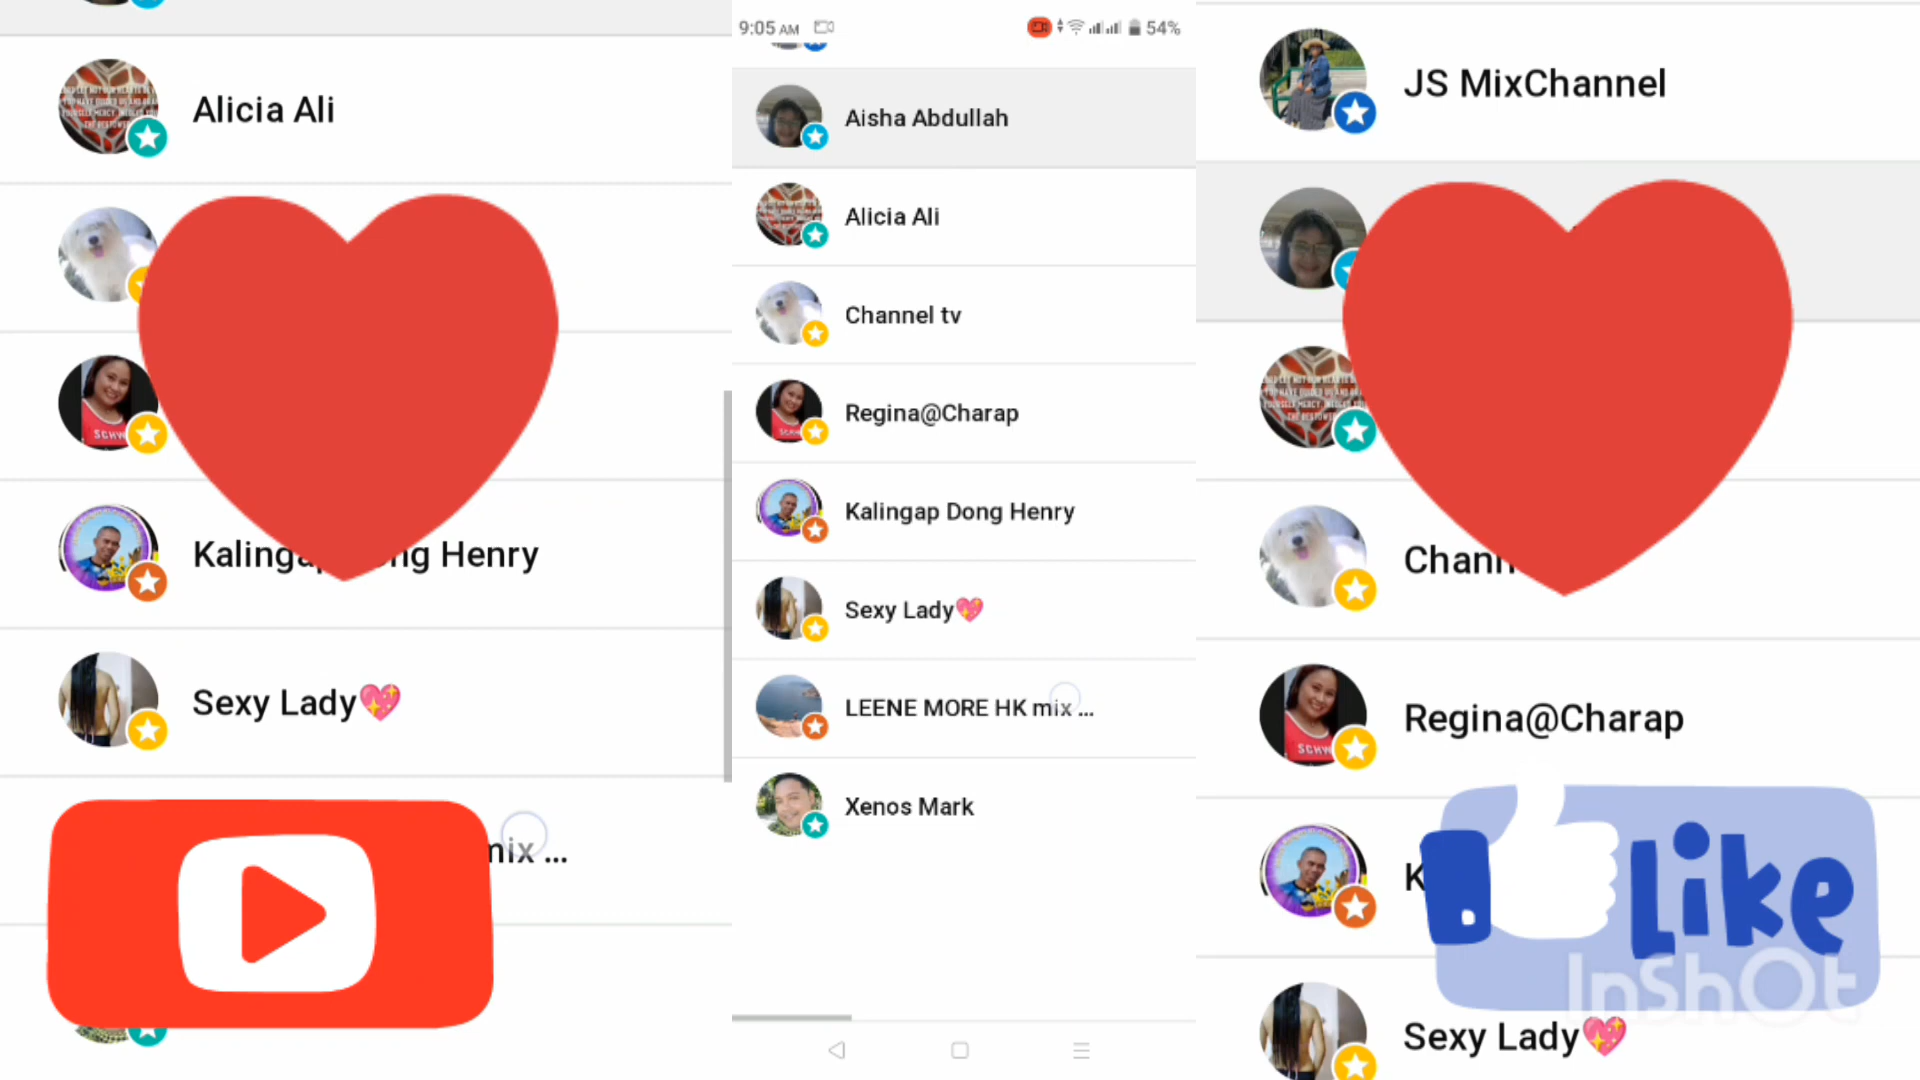 Alicia Ali
Kalinga
ng Henry
Sexy Lady💖
mix ...
9:05 AM
54%
Aisha Abdullah
Alicia Ali
Channel tv
Regina@Charap
Kalingap Dong Henry
Sexy Lady💖
LEENE MORE HK mix ...
Xenos Mark
JS MixChannel
Chann
Regina@Charap
K
Like
InShOt
Sexy Lady💖